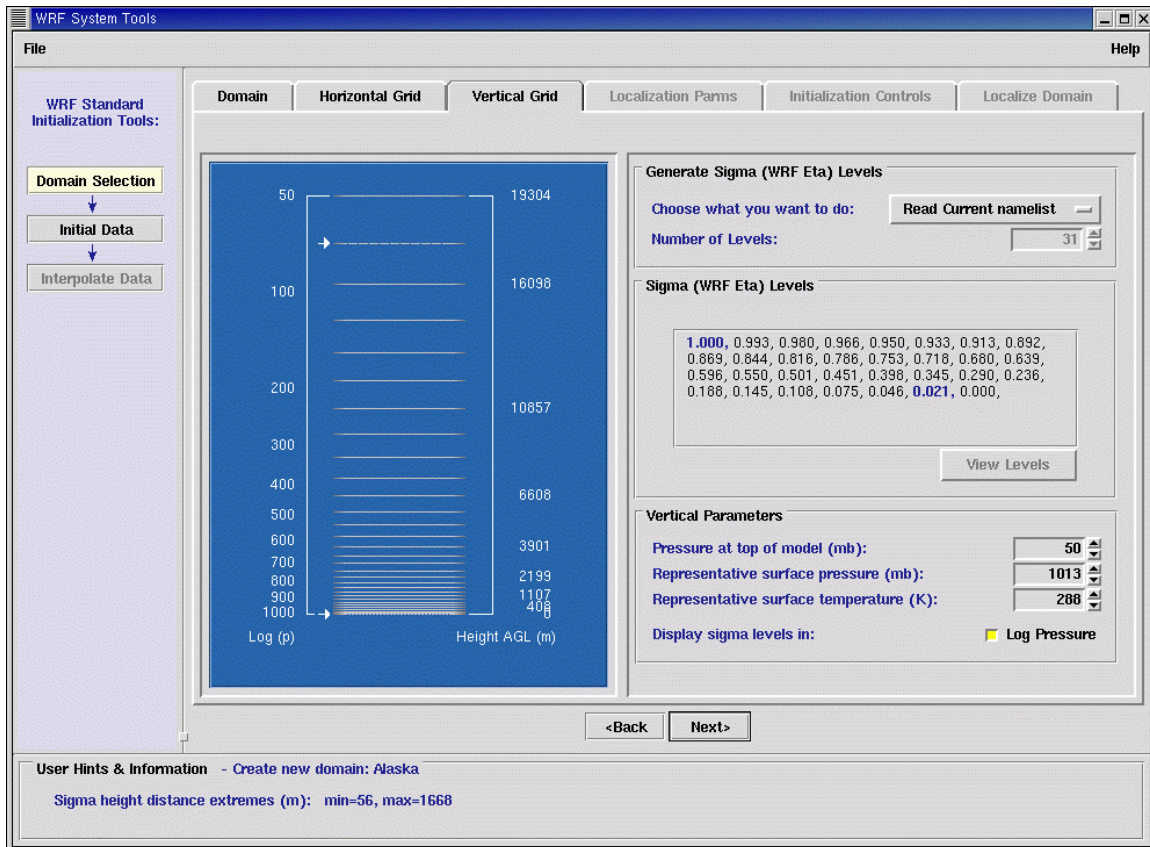 WRF System Tools
File
Help
WRF Standard
Initialization Tools:
Domain Selection
Initial Data
Interpolate Data
Domain
Horizontal Grid
Vertical Grid
Localization Parms
Initialization Controls
Localize Domain
50
19304
100
16098
200
10857
300
400
6608
500
600
3901
700
800
2199
900
1107
408
1000
0
Log (p)
Height AGL (m)
Generate Sigma (WRF Eta) Levels
Choose what you want to do:
Read Current namelist
Number of Levels:
31
Sigma (WRF Eta) Levels
1.000, 0.993, 0.980, 0.966, 0.950, 0.933, 0.913, 0.892,
0.869, 0.844, 0.816, 0.786, 0.753, 0.718, 0.680, 0.639,
0.596, 0.550, 0.501, 0.451, 0.398, 0.345, 0.290, 0.236,
0.188, 0.145, 0.108, 0.075, 0.046, 0.021, 0.000,
View Levels
Vertical Parameters
Pressure at top of model (mb):
50
Representative surface pressure (mb):
1013
Representative surface temperature (K):
288
Display sigma levels in:
Log Pressure
<Back
Next>
User Hints & Information - Create new domain: Alaska
Sigma height distance extremes (m): min=56, max=1668